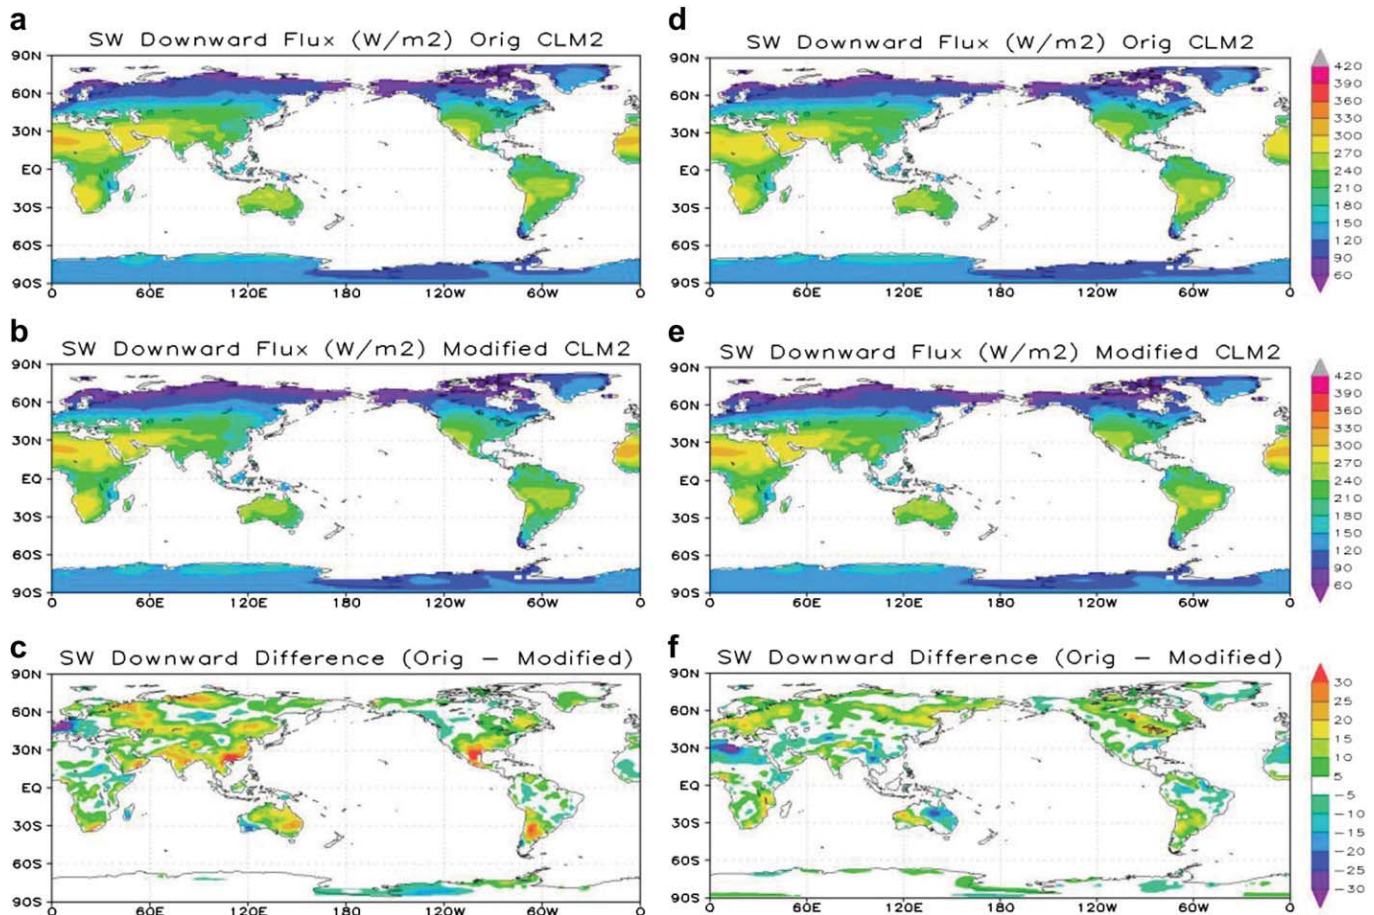 a
SW Downward Flux (W/m2) Orig CLM2
90N
60N
30N
EQ
30S
60S
90S
0 60E 120E 180 120W 60W 0
d
SW Downward Flux (W/m2) Orig CLM2
90N
60N
30N
EQ
30S
60S
90S
0 60E 120E 180 120W 60W 0
420
390
360
330
300
270
240
210
180
150
120
90
60
b
SW Downward Flux (W/m2) Modified CLM2
90N
60N
30N
EQ
30S
60S
90S
0 60E 120E 180 120W 60W 0
e
SW Downward Flux (W/m2) Modified CLM2
90N
60N
30N
EQ
30S
60S
90S
0 60E 120E 180 120W 60W 0
420
390
360
330
300
270
240
210
180
150
120
90
60
c
SW Downward Difference (Orig – Modified)
90N
60N
30N
EQ
30S
60S
90S
0 60E 120E 180 120W 60W 0
f
SW Downward Difference (Orig – Modified)
90N
60N
30N
EQ
30S
60S
90S
0 60E 120E 180 120W 60W 0
30
25
20
15
10
5
-5
-10
-15
-20
-25
-30